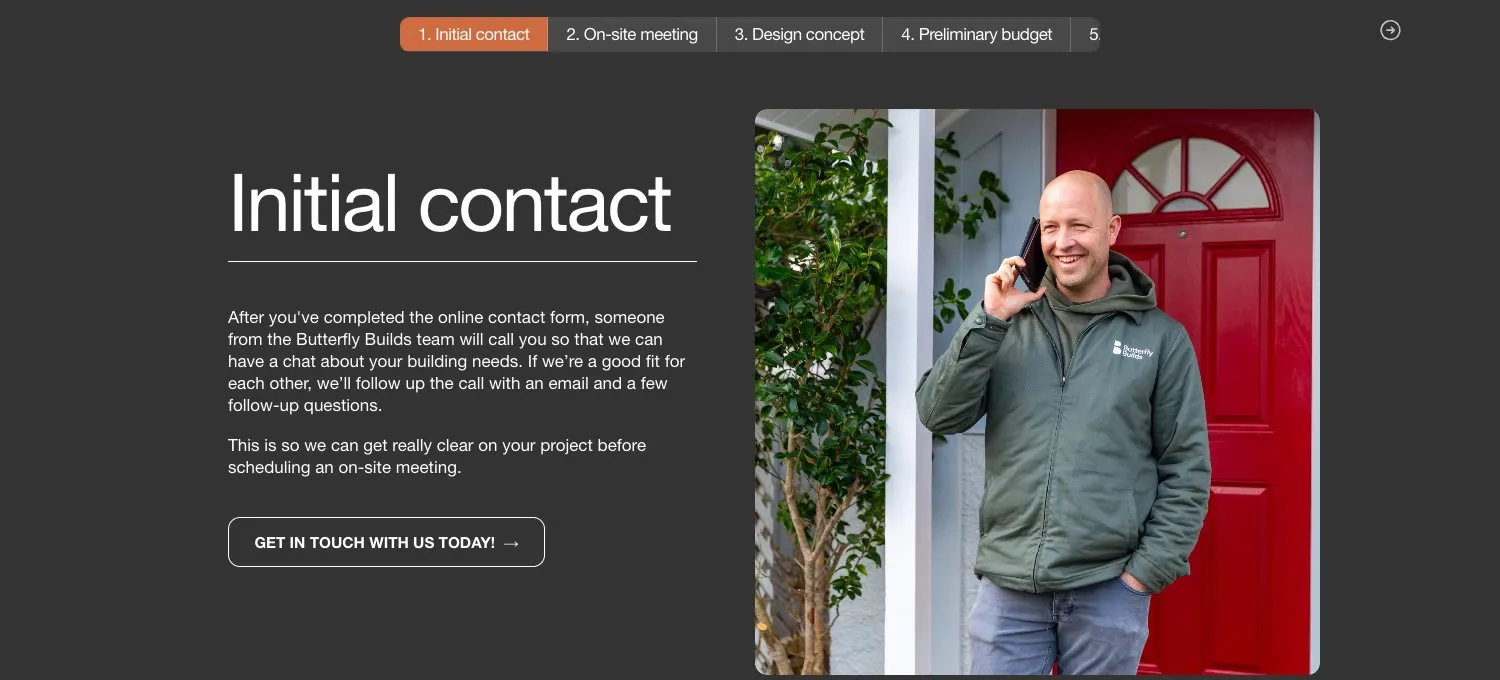 1. Initial contact
2. On-site meeting
3. Design concept
4. Preliminary budget
5.
Initial contact
After you've completed the online contact form, someone
from the Butterfly Builds team will call you so that we can
have a chat about your building needs. If we’re a good fit for
each other, we’ll follow up the call with an email and a few
follow-up questions.
This is so we can get really clear on your project before
scheduling an on-site meeting.
GET IN TOUCH WITH US TODAY! →
Butterfly
Builds